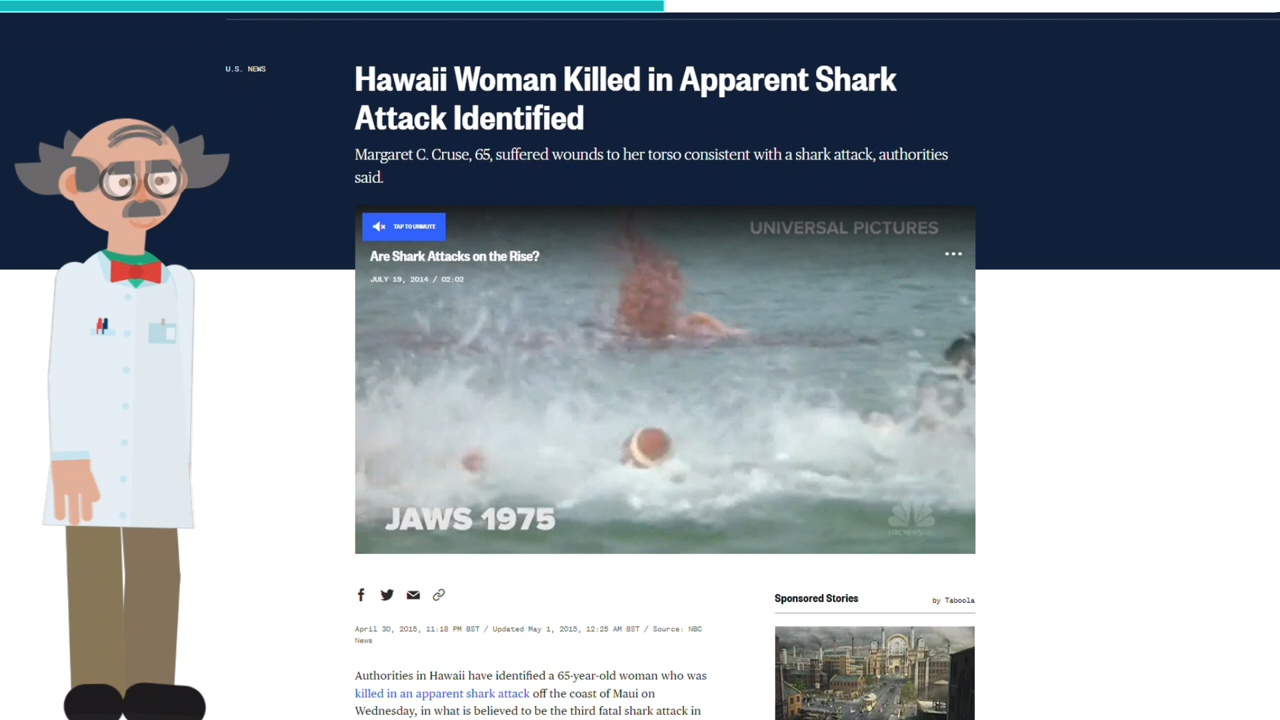 U.S. NEWS
Hawaii Woman Killed in Apparent Shark
Attack Identified
Margaret C. Cruse, 65, suffered wounds to her torso consistent with a shark attack, authorities
said.
TAP TO UNMUTE
UNIVERSAL PICTURES
Are Shark Attacks on the Rise?
JULY 19, 2014 / 02:02
JAWS 1975
NBC NEWS
Sponsored Stories
by Taboola
April 30, 2015, 11:18 PM BST / Updated May 1, 2015, 12:25 AM BST / Source: NBC
News
Authorities in Hawaii have identified a 65-year-old woman who was
killed in an apparent shark attack off the coast of Maui on
Wednesday, in what is believed to be the third fatal shark attack in